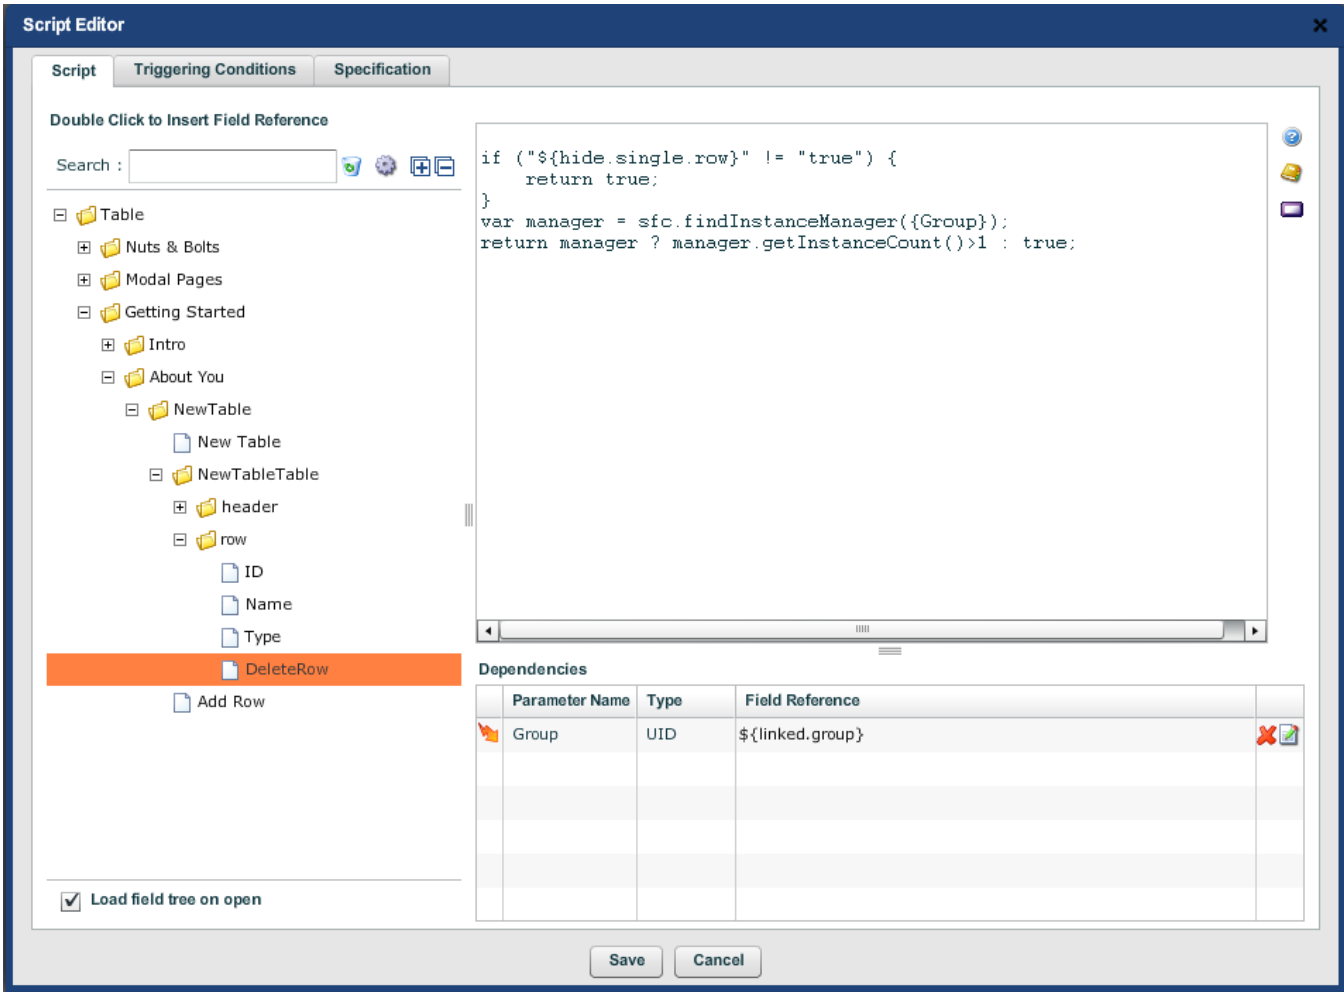 Script Editor
Script
Triggering Conditions
Specification
Double Click to Insert Field Reference
Search :
Table
Nuts & Bolts
Modal Pages
Getting Started
Intro
About You
NewTable
New Table
NewTableTable
header
row
ID
Name
Type
DeleteRow
Add Row
Load field tree on open
if ("${hide.single.row}" != "true") {
return true;
}
var manager = sfc.findInstanceManager({Group});
return manager ? manager.getInstanceCount()>1 : true;
Dependencies
Parameter Name Type Field Reference
Group UID ${linked.group}
Save
Cancel